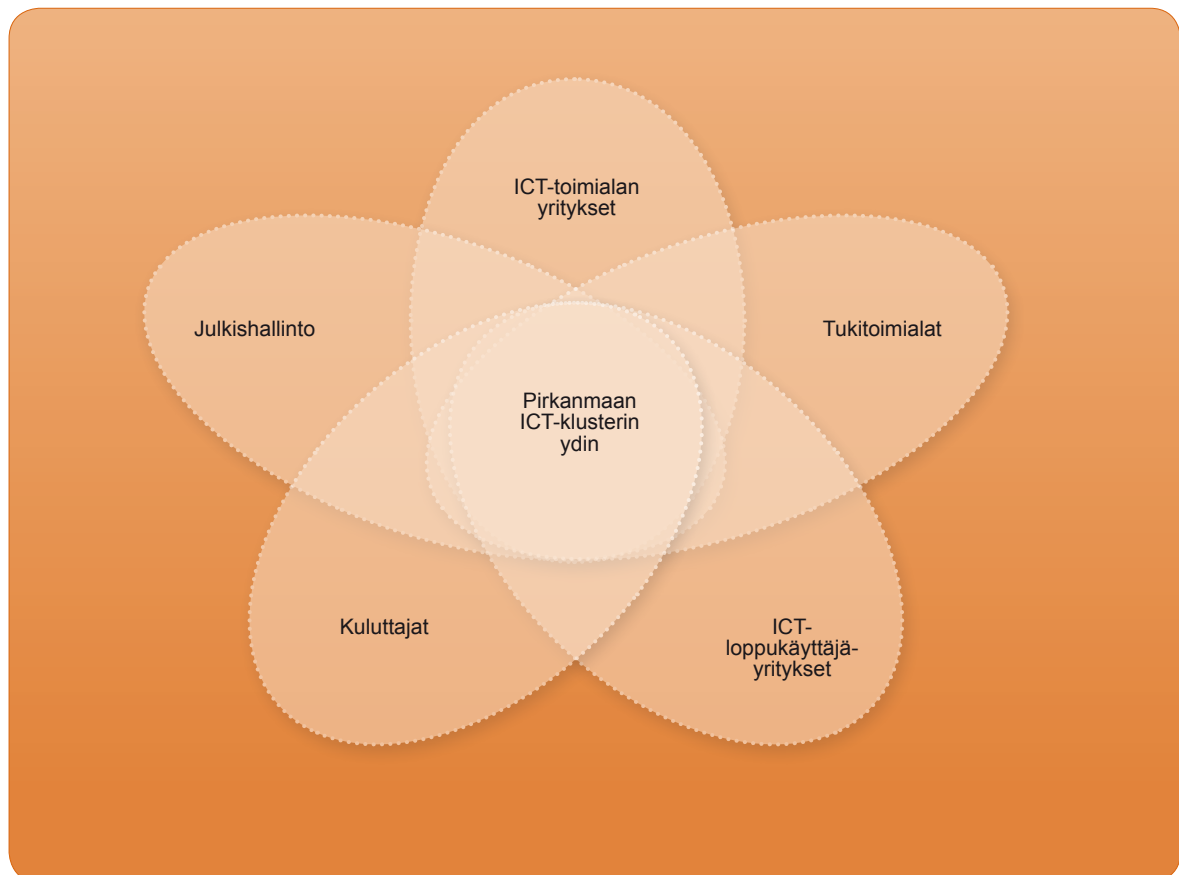 ICT-toimialan
yritykset
Julkishallinto
Tukitoimialat
Pirkanmaan
ICT-klusterin
ydin
Kuluttajat
ICT-
loppukäyttäjä-
yritykset